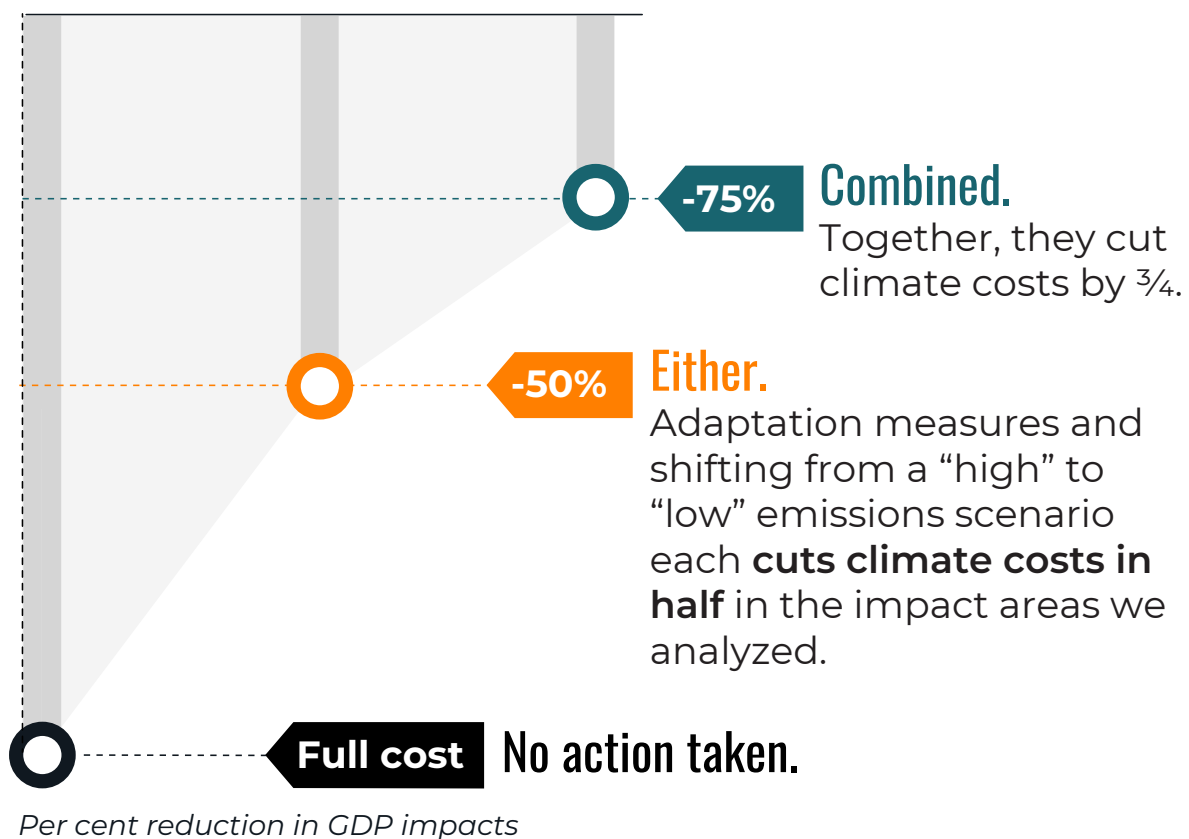 -75%
Combined.
Together, they cut
climate costs by ¾.
-50%
Either.
Adaptation measures and
shifting from a “high” to
“low” emissions scenario
each cuts climate costs in
half in the impact areas we
analyzed.
Full cost
No action taken.
Per cent reduction in GDP impacts